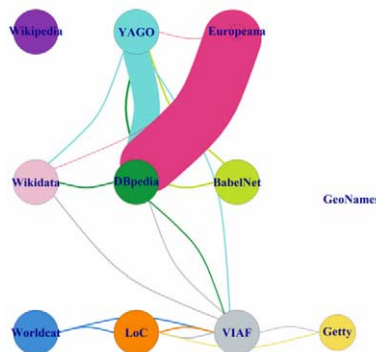 Wikipedia YAGO Europeana
Wikidata DBpedia BabelNet
GeoNames
Worldcat LoC VIAF Getty